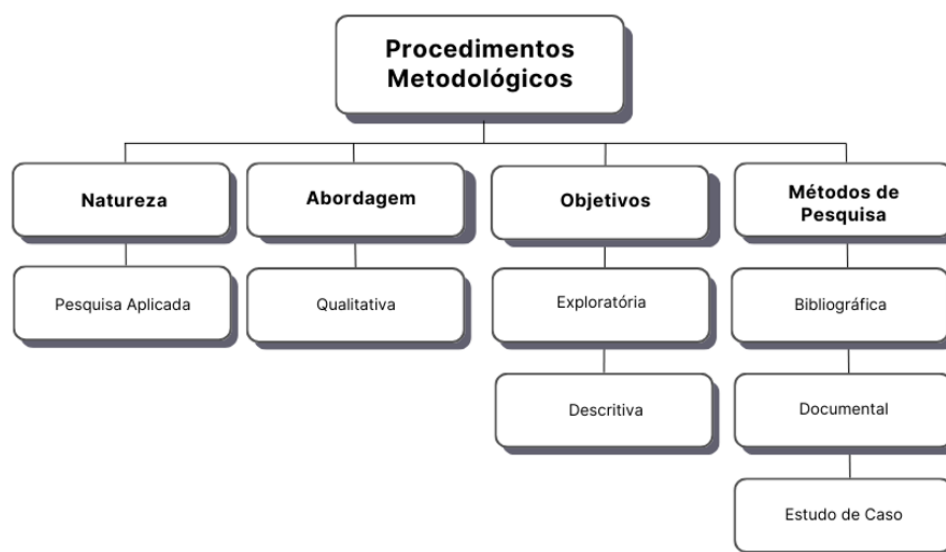 Procedimentos
Metodológicos
Natureza
Abordagem
Objetivos
Métodos de
Pesquisa
Pesquisa Aplicada
Qualitativa
Exploratória
Bibliográfica
Descritiva
Documental
Estudo de Caso